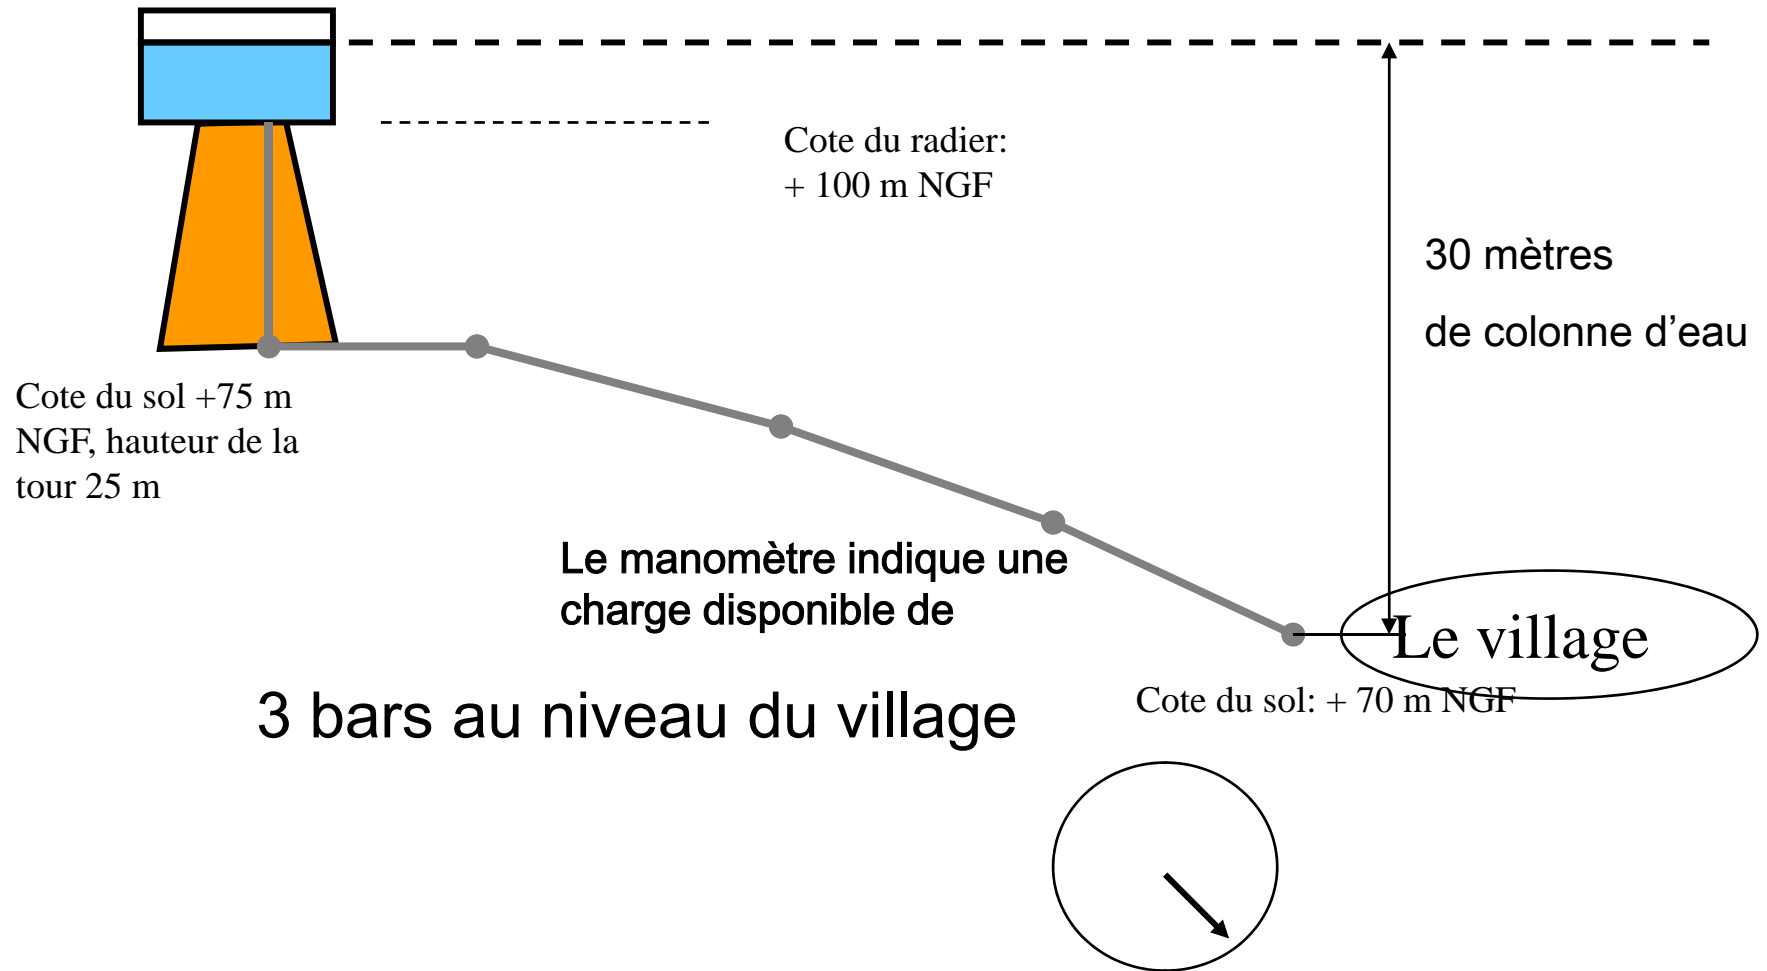 Cote du radier:
+ 100 m NGF
30 mètres
de colonne d’eau
Cote du sol +75 m
NGF, hauteur de la
tour 25 m
Le manomètre indique une
charge disponible de
3 bars au niveau du village
Le village
Cote du sol: + 70 m NGF